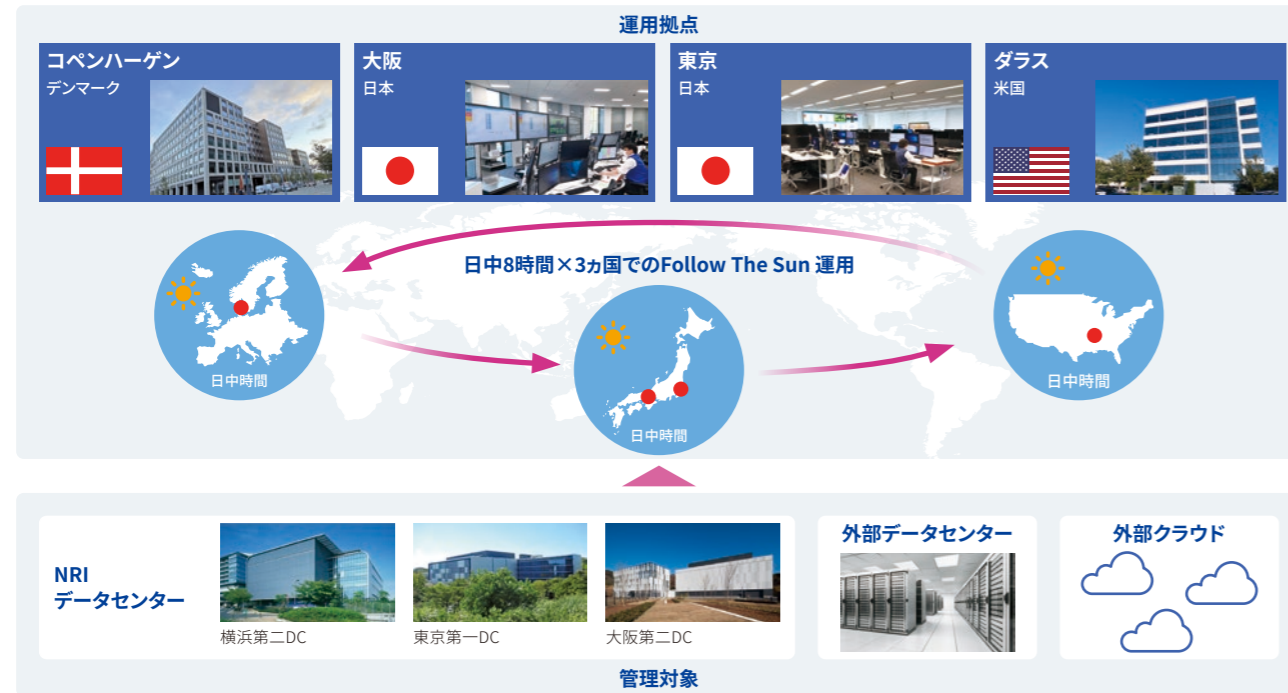 運用拠点
コペンハーゲン
デンマーク
大阪
日本
東京
日本
ダラス
米国
日中8時間×3ヵ国でのFollow The Sun 運用
日中時間
日中時間
日中時間
NRI
データセンター
横浜第二DC
東京第一DC
大阪第二DC
外部データセンター
外部クラウド
管理対象